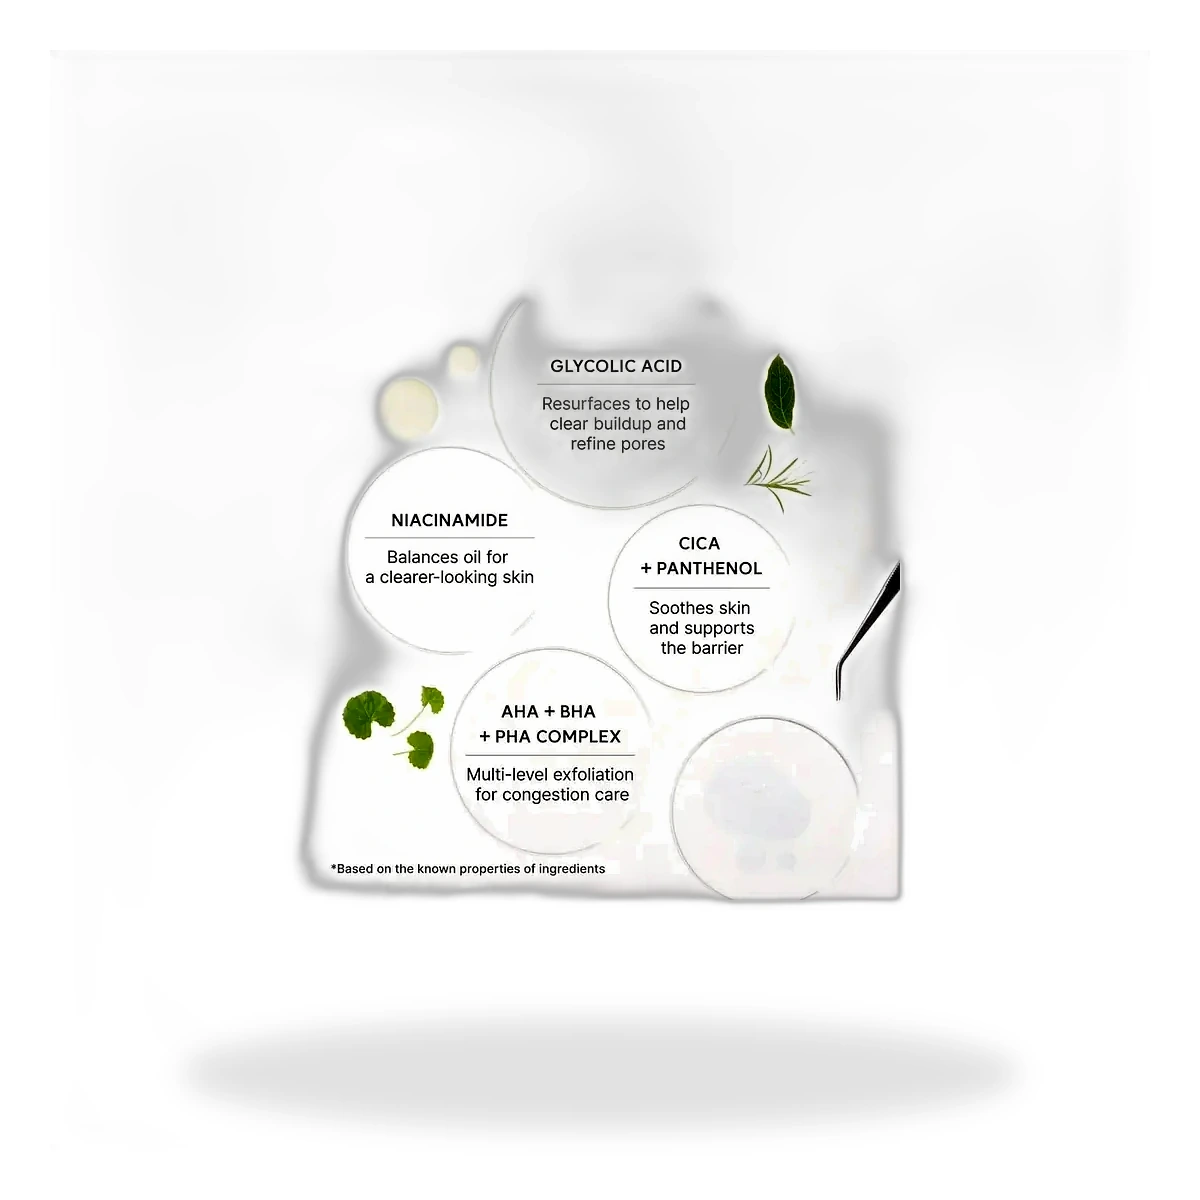 GLYCOLIC ACID
Resurfaces to help
clear buildup and
refine pores
NIACINAMIDE
Balances oil for
a clearer-looking skin
CICA
+ PANTHENOL
Soothes skin
and supports
the barrier
AHA + BHA
+ PHA COMPLEX
Multi-level exfoliation
for congestion care
*Based on the known properties of ingredients